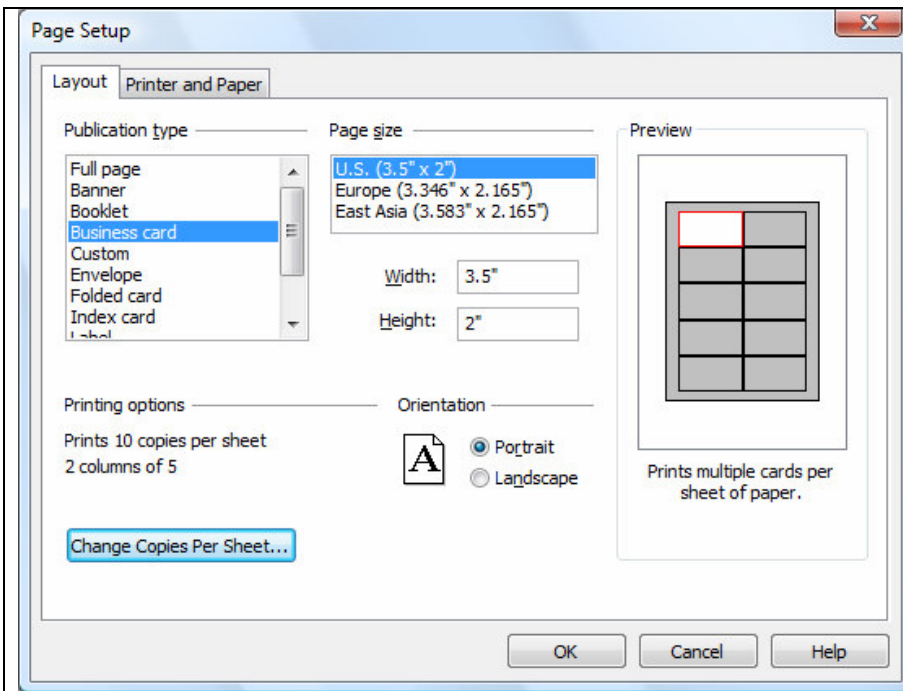 Page Setup
Layout
Printer and Paper
Publication type
Full page
Banner
Booklet
Business card
Custom
Envelope
Folded card
Index card
Label
Page size
U.S. (3.5" x 2")
Europe (3.346" x 2.165")
East Asia (3.583" x 2.165")
Width: 3.5"
Height: 2"
Preview
Prints multiple cards per
sheet of paper.
Printing options
Prints 10 copies per sheet
2 columns of 5
Orientation
A
Portrait
Landscape
Change Copies Per Sheet...
OK
Cancel
Help